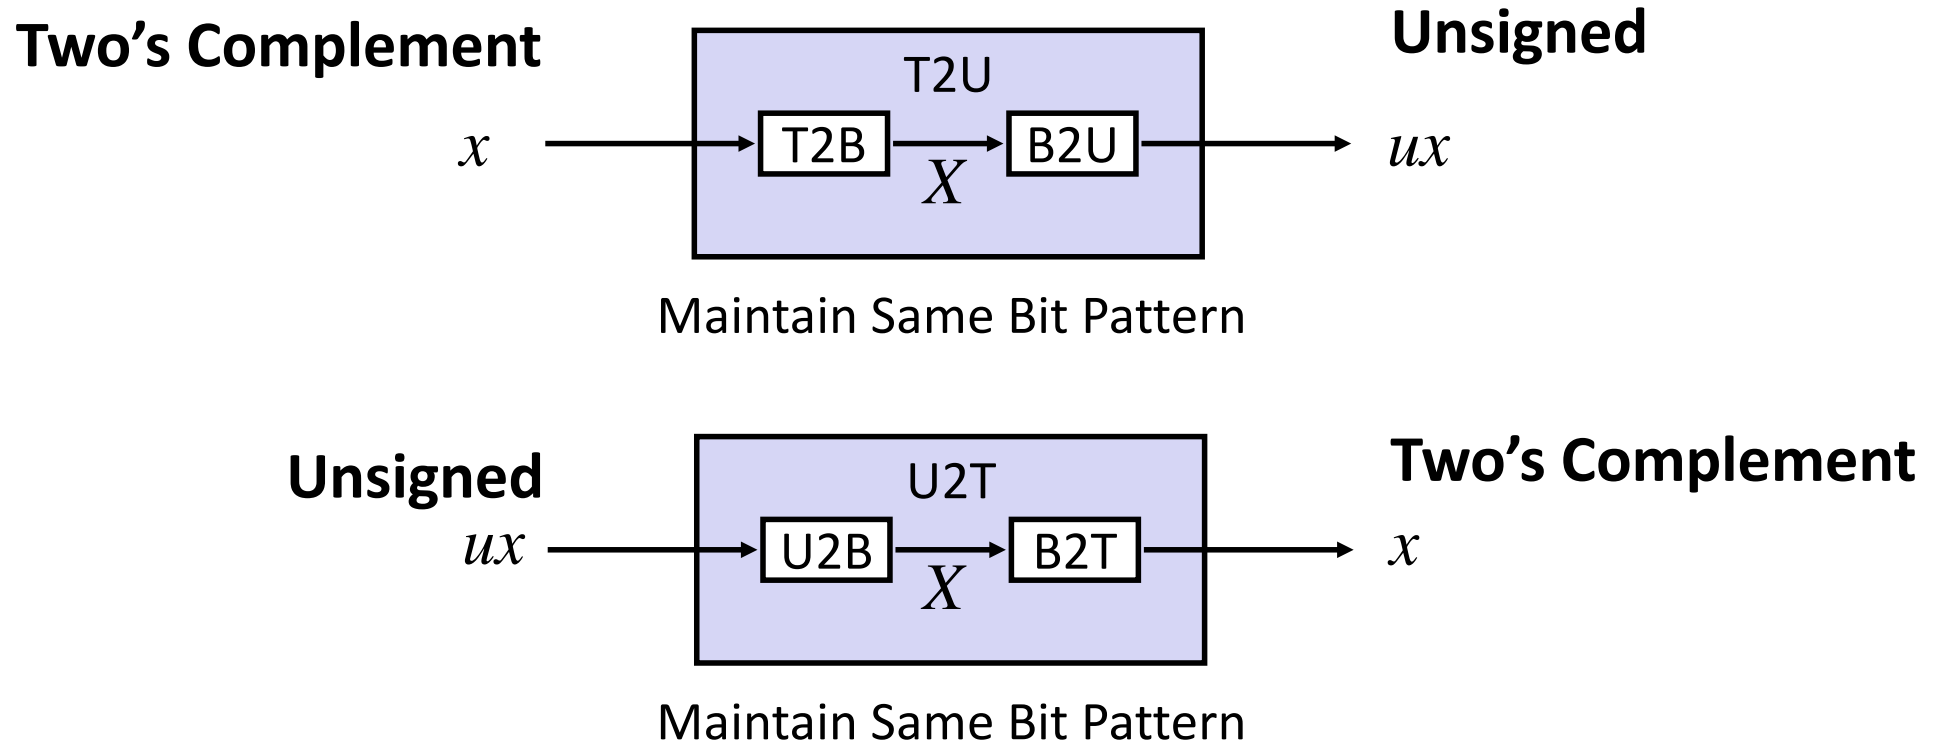 Two's Complement
Unsigned
T2U
x
T2B
X
B2U
ux
Maintain Same Bit Pattern
Unsigned
Two's Complement
U2T
ux
U2B
X
B2T
x
Maintain Same Bit Pattern